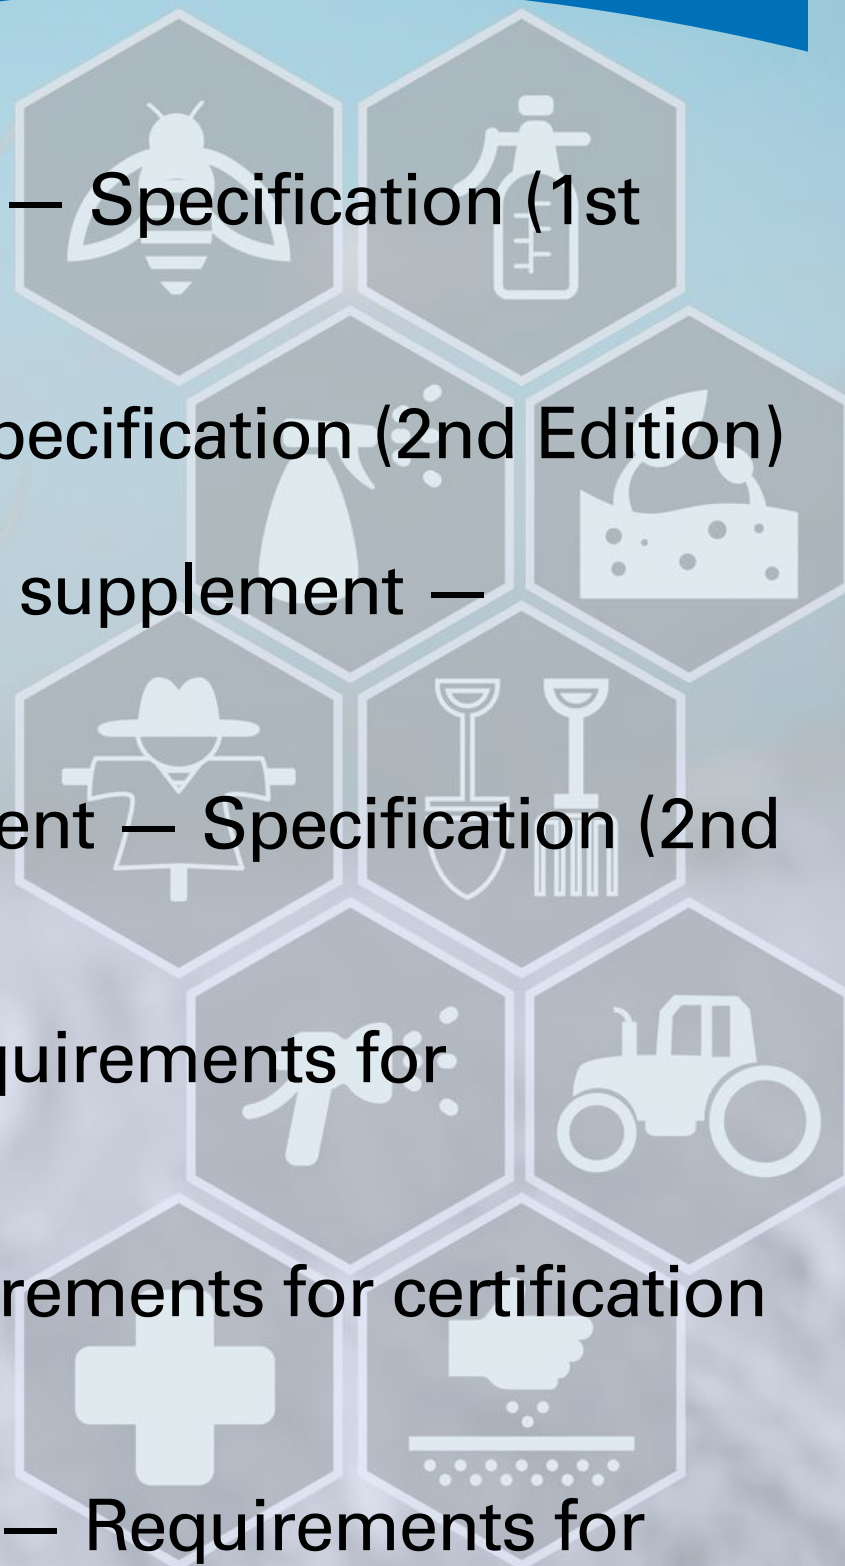 — Specification (1st
pecification (2nd Edition)
supplement —
ent — Specification (2nd
quirements for
rements for certification
— Requirements for